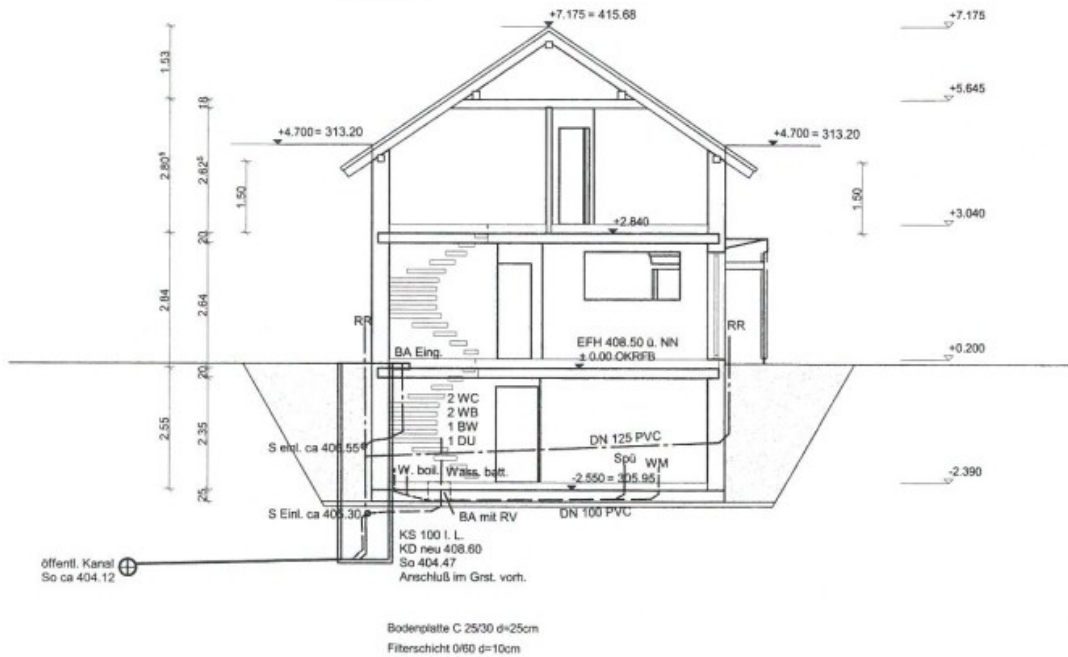 +7.175 = 415.68
+7.175
1.53
+5.645
18
+4.700 = 313.20
+4.700 = 313.20
2.80⁵
2.62⁵
1.50
1.50
+3.040
+2.840
20
2.84
2.64
RR
RR
EFH 408.50 ü. NN
BA Eing.
± 0.00 OKRFB
+0.200
20
2 WC
2 WB
1 BW
1 DU
2.55
2.35
S einl. ca 406.55
DN 125 PVC
Spü
WM
W. boil. Wass. batt.
-2.550 = 305.95
-2.390
25
S Einl. ca 405.30
BA mit RV
DN 100 PVC
KS 100 I. L.
KD neu 408.60
So 404.47
Anschluß im Grst. vorh.
öffentl. Kanal
So ca 404.12
Bodenplatte C 25/30 d=25cm
Filterschicht 0/60 d=10cm